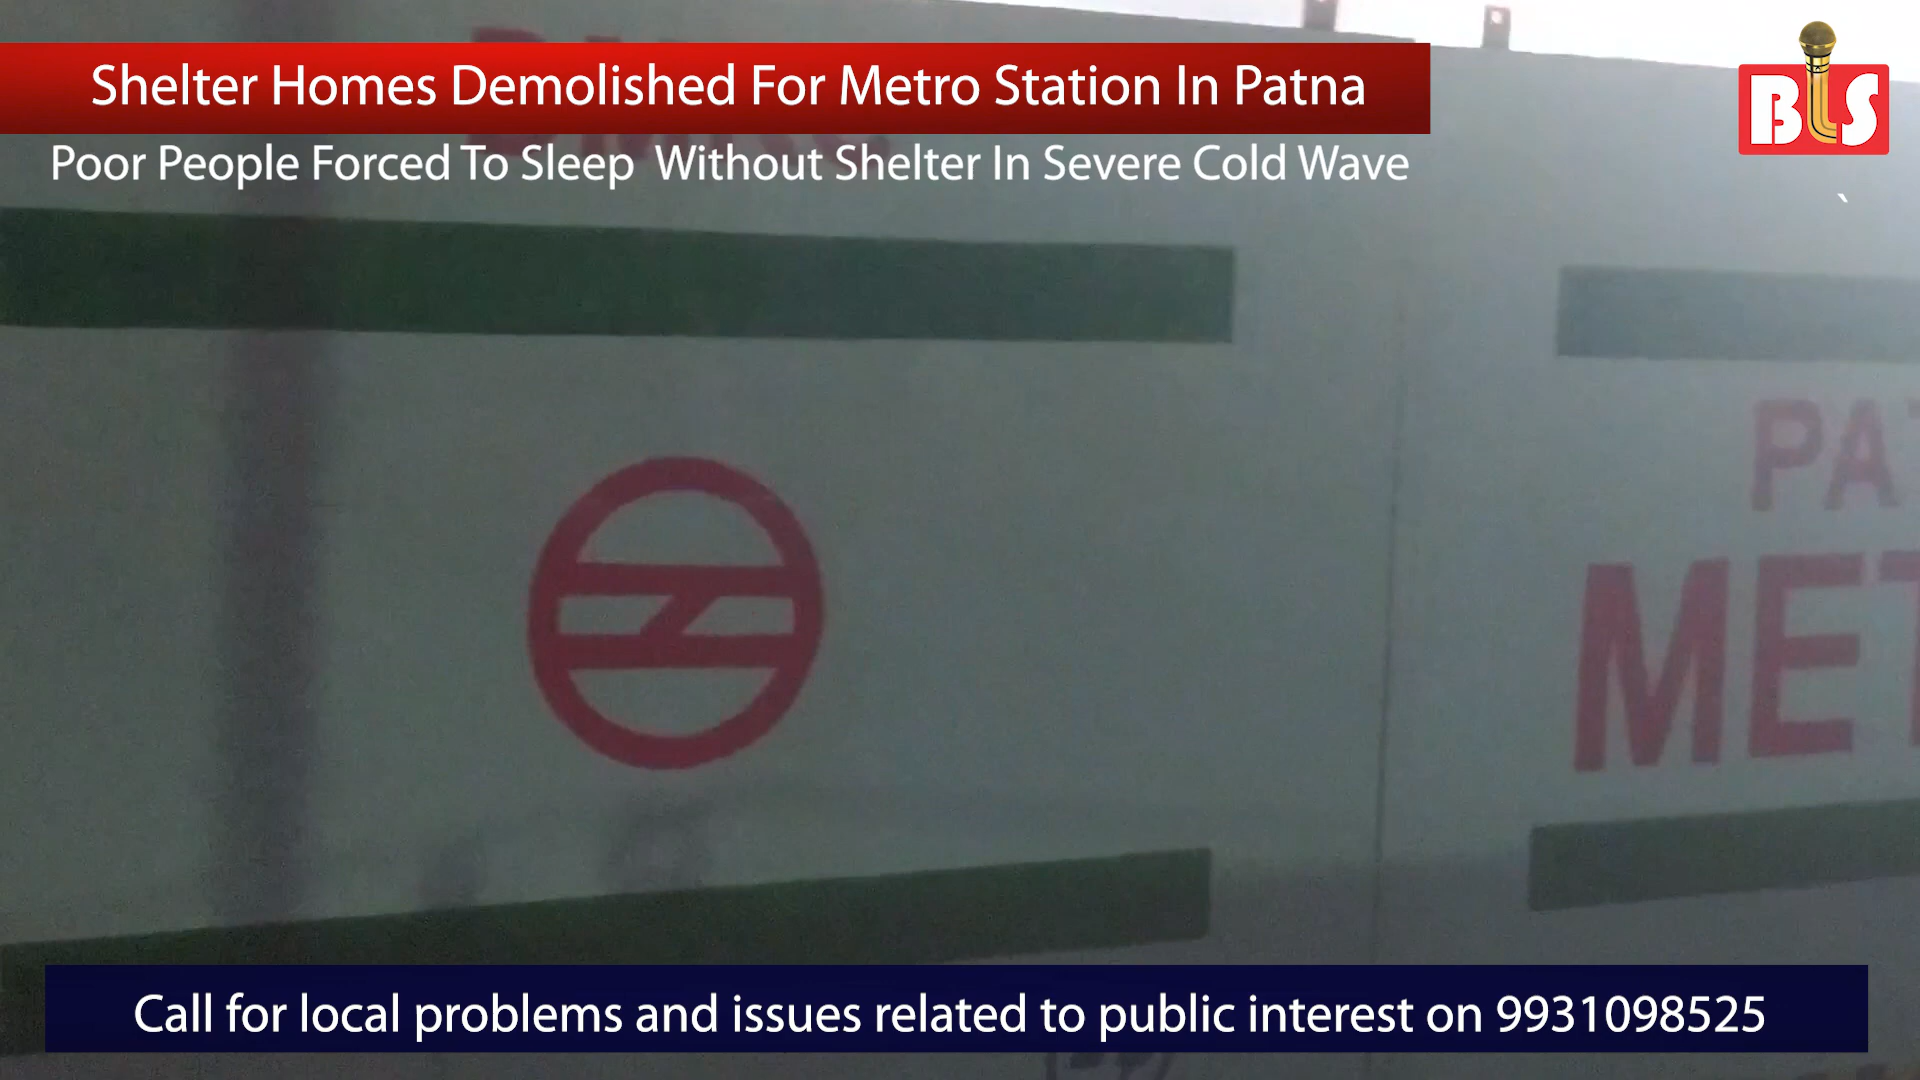 Shelter Homes Demolished For Metro Station In Patna
BLS
Poor People Forced To Sleep Without Shelter In Severe Cold Wave
PA
MET
Call for local problems and issues related to public interest on 9931098525